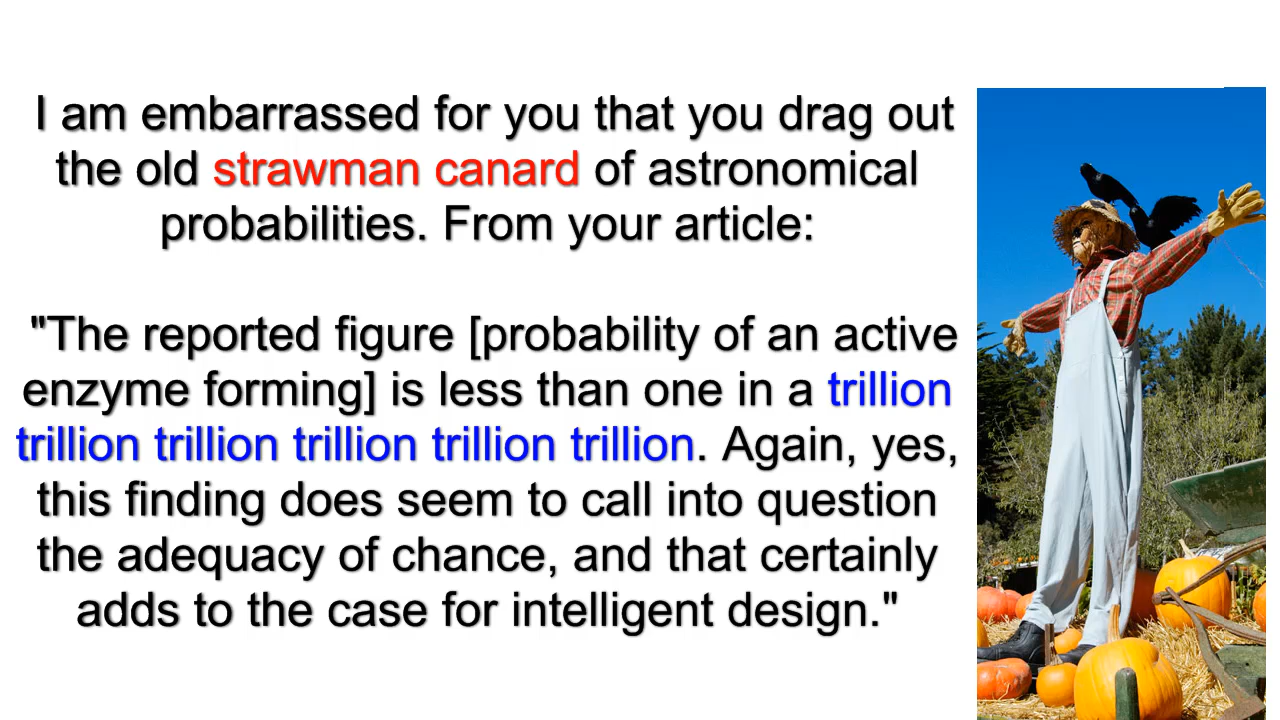 I am embarrassed for you that you drag out
the old strawman canard of astronomical
probabilities. From your article:
"The reported figure [probability of an active
enzyme forming] is less than one in a trillion
trillion trillion trillion trillion trillion. Again, yes,
this finding does seem to call into question
the adequacy of chance, and that certainly
adds to the case for intelligent design."